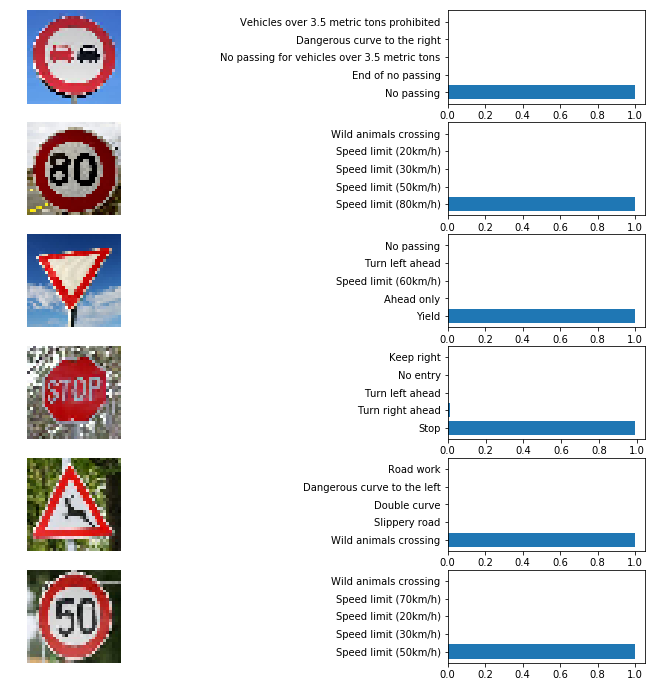 Vehicles over 3.5 metric tons prohibited
Dangerous curve to the right
No passing for vehicles over 3.5 metric tons
End of no passing
No passing
0.0 0.2 0.4 0.6 0.8 1.0
80
Wild animals crossing
Speed limit (20km/h)
Speed limit (30km/h)
Speed limit (50km/h)
Speed limit (80km/h)
0.0 0.2 0.4 0.6 0.8 1.0
No passing
Turn left ahead
Speed limit (60km/h)
Ahead only
Yield
0.0 0.2 0.4 0.6 0.8 1.0
STOP
Keep right
No entry
Turn left ahead
Turn right ahead
Stop
0.0 0.2 0.4 0.6 0.8 1.0
Road work
Dangerous curve to the left
Double curve
Slippery road
Wild animals crossing
0.0 0.2 0.4 0.6 0.8 1.0
50
Wild animals crossing
Speed limit (70km/h)
Speed limit (20km/h)
Speed limit (30km/h)
Speed limit (50km/h)
0.0 0.2 0.4 0.6 0.8 1.0